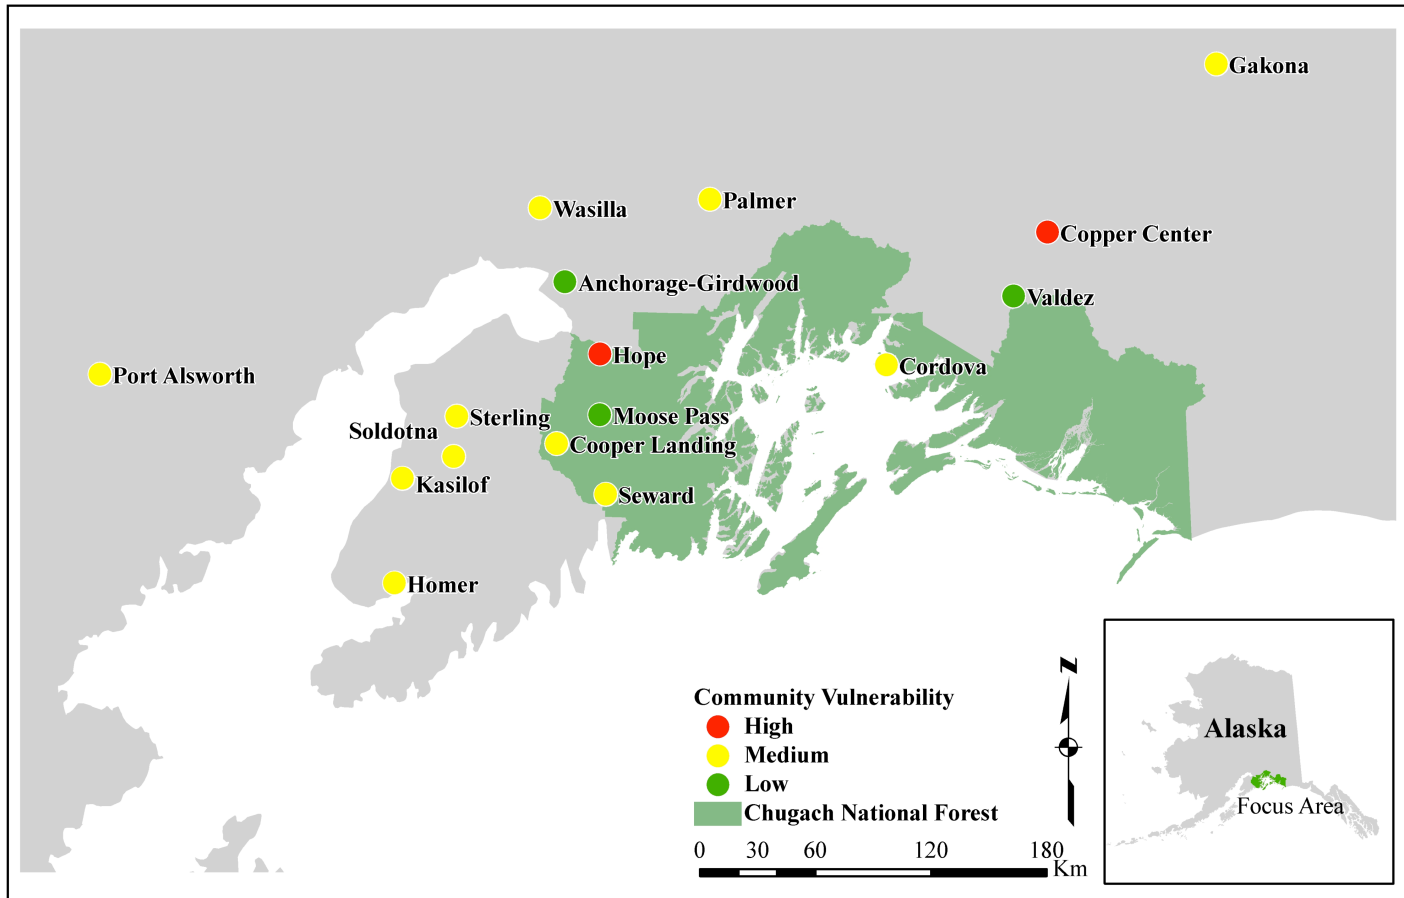 Gakona
Palmer
Wasilla
Copper Center
Anchorage-Girdwood
Valdez
Hope
Cordova
Port Alsworth
Sterling
Moose Pass
Soldotna
Cooper Landing
Kasilof
Seward
Homer
N
Community Vulnerability
High
Medium
Low
Chugach National Forest
0 30 60 120 180
Km
Alaska
Focus Area